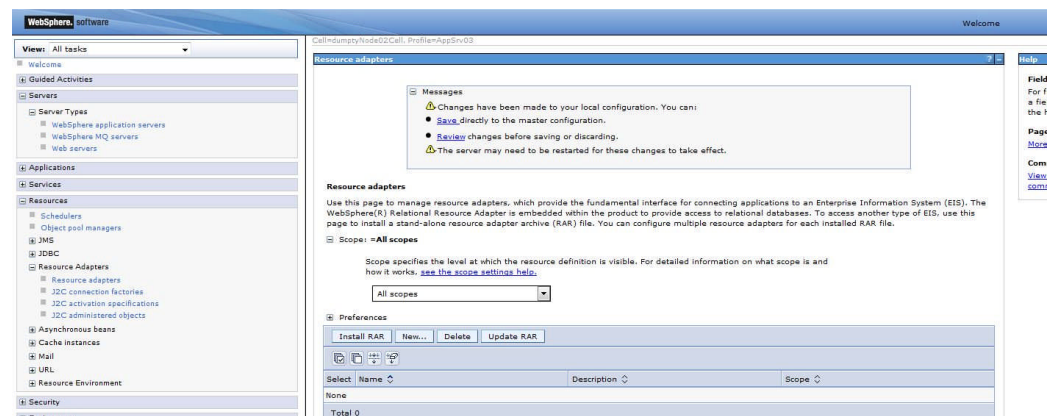 WebSphere. software
Welcome
View: All tasks
Welcome
Guided Activities
Servers
Server Types
WebSphere application servers
WebSphere MQ servers
Web servers
Applications
Services
Resources
Schedulers
Object pool managers
JMS
JDBC
Resource Adapters
Resource adapters
J2C connection factories
J2C activation specifications
J2C administered objects
Asynchronous beans
Cache instances
Mail
URL
Resource Environment
Security
Cell=dumptyNode02Cell, Profile=AppSrv03
Resource adapters
? -
Messages
Changes have been made to your local configuration. You can:
Save directly to the master configuration.
Review changes before saving or discarding.
The server may need to be restarted for these changes to take effect.
Resource adapters
Use this page to manage resource adapters, which provide the fundamental interface for connecting applications to an Enterprise Information System (EIS). The
WebSphere(R) Relational Resource Adapter is embedded within the product to provide access to relational databases. To access another type of EIS, use this
page to install a stand-alone resource adapter archive (RAR) file. You can configure multiple resource adapters for each installed RAR file.
Scope: =All scopes
Scope specifies the level at which the resource definition is visible. For detailed information on what scope is and
how it works, see the scope settings help.
All scopes
Preferences
Install RAR New... Delete Update RAR
Select Name Description Scope
None
Total 0
Help
Field
For f
a fie
the h
Page
More
Com
View
comm